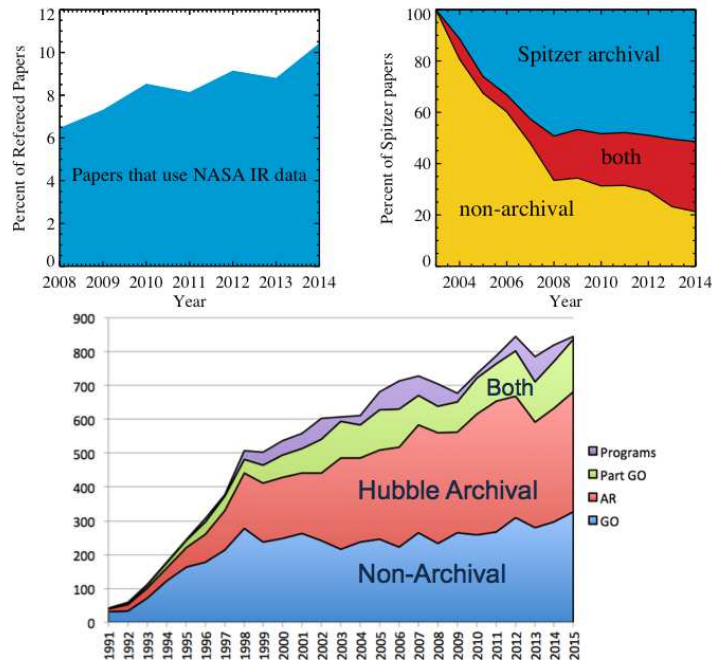 12
10
8
6
4
2
0
Percent of Refereed Papers
Papers that use NASA IR data
2008 2009 2010 2011 2012 2013 2014
Year
100
80
60
40
20
0
Percent of Spitzer papers
Spitzer archival
both
non-archival
2004 2006 2008 2010 2012 2014
Year
900
800
700
600
500
400
300
200
100
0
Both
Hubble Archival
Non-Archival
Programs
Part GO
AR
GO
1991 1992 1993 1994 1995 1996 1997 1998 1999 2000 2001 2002 2003 2004 2005 2006 2007 2008 2009 2010 2011 2012 2013 2014 2015